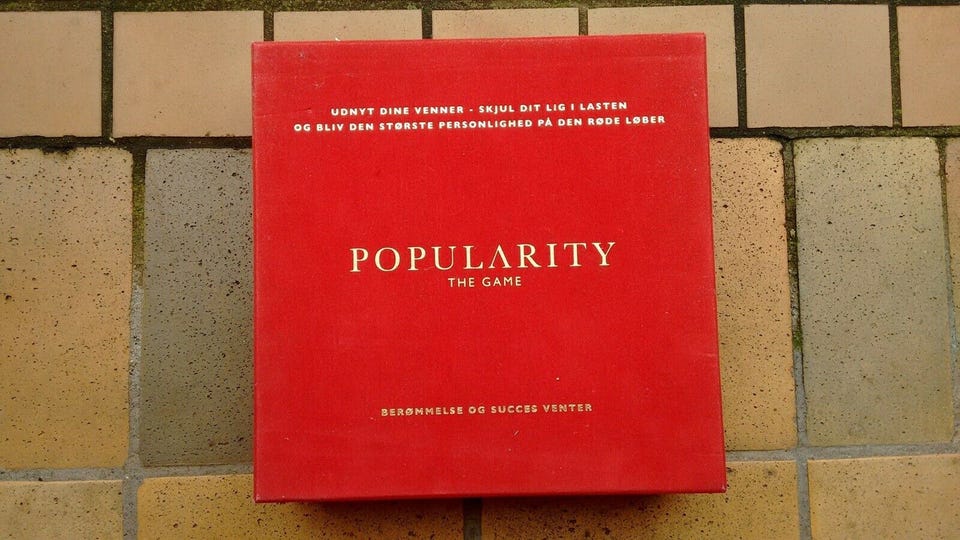 UDNYT DINE VENNER - SKJUL DIT LIG I LASTEN
OG BLIV DEN STØRSTE PERSONLIGHED PÅ DEN RØDE LØBER
POPULARITY
THE GAME
BERØMMELSE OG SUCCES VENTER